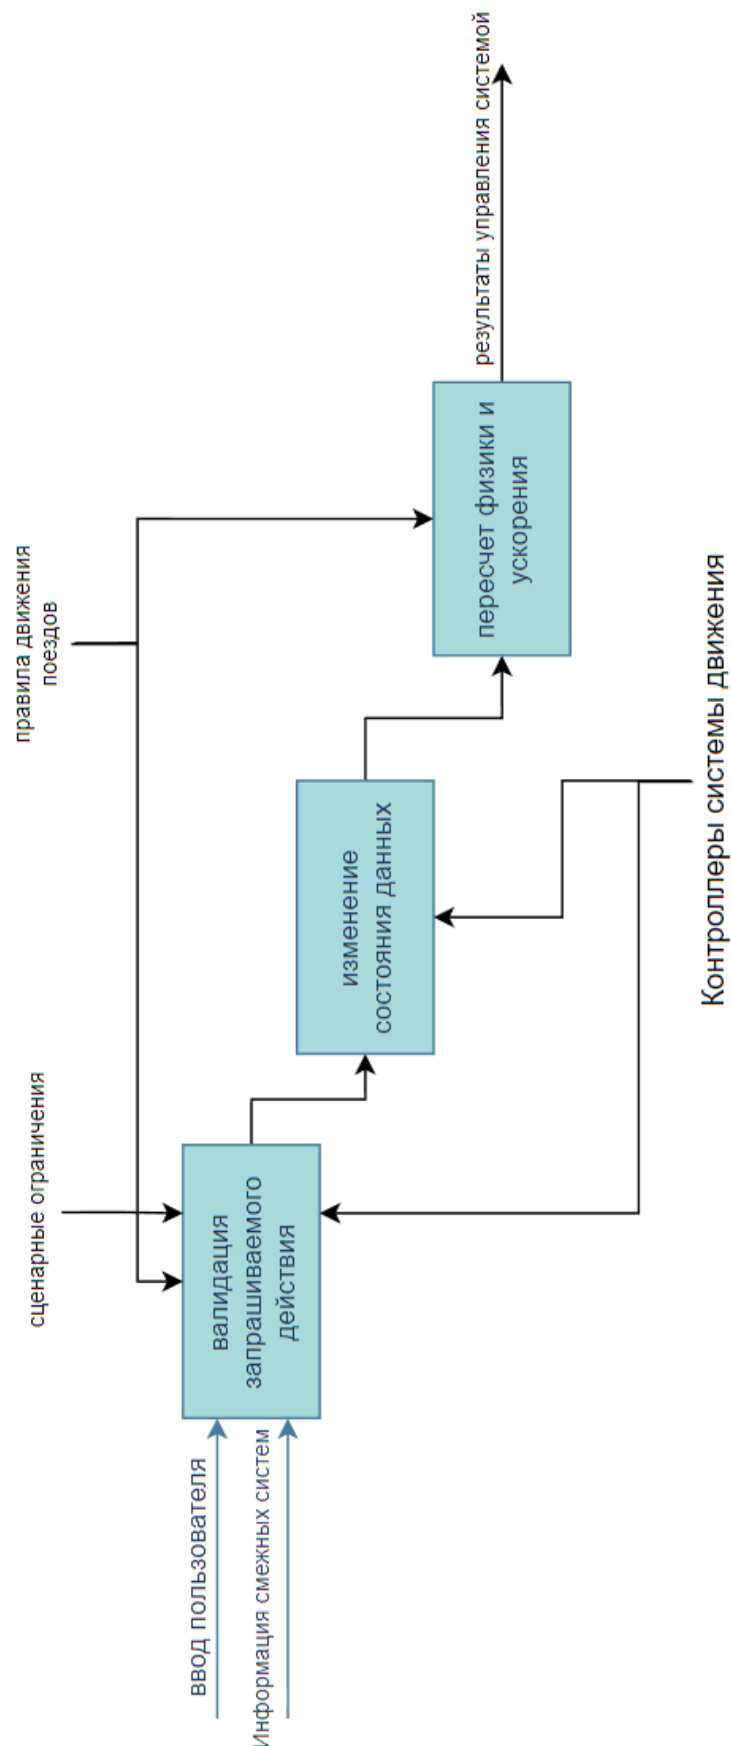 сценарные ограничения
правила движения
поездов
ввод пользователя
Информация смежных систем
валидация
запрашиваемого
действия
изменение
состояния данных
пересчет физики и
ускорения
результаты управления системой
Контроллеры системы движения